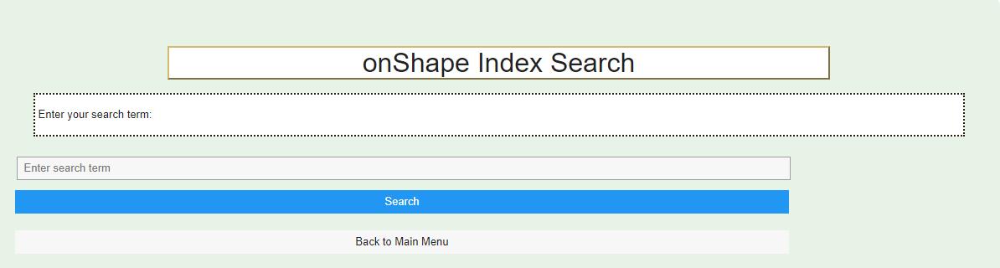 onShape Index Search
Enter your search term:
Enter search term
Search
Back to Main Menu